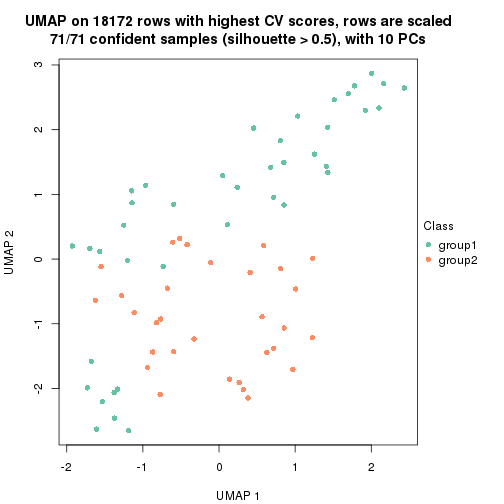 UMAP on 18172 rows with highest CV scores, rows are scaled
71/71 confident samples (silhouette > 0.5), with 10 PCs
3
2
1
0
-1
-2
UMAP 2
-2 -1 0 1 2
UMAP 1
Class
group1
group2